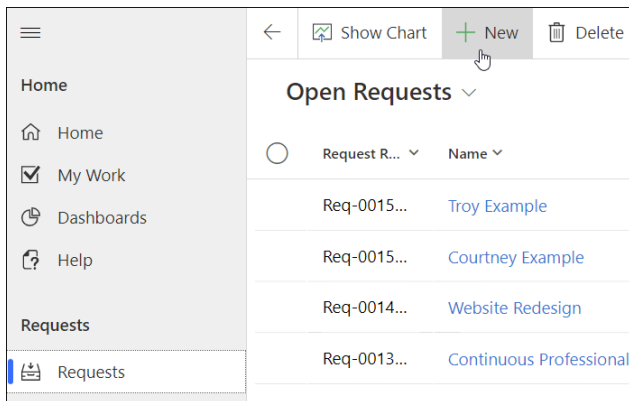 Show Chart New Delete
Home
Open Requests
Home
Request R... Name
My Work
Req-0015... Troy Example
Dashboards
Req-0015... Courtney Example
Help
Req-0014... Website Redesign
Requests
Req-0013... Continuous Professional
Requests